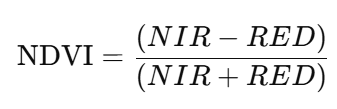 NDVI = (NIR − RED) / (NIR + RED)